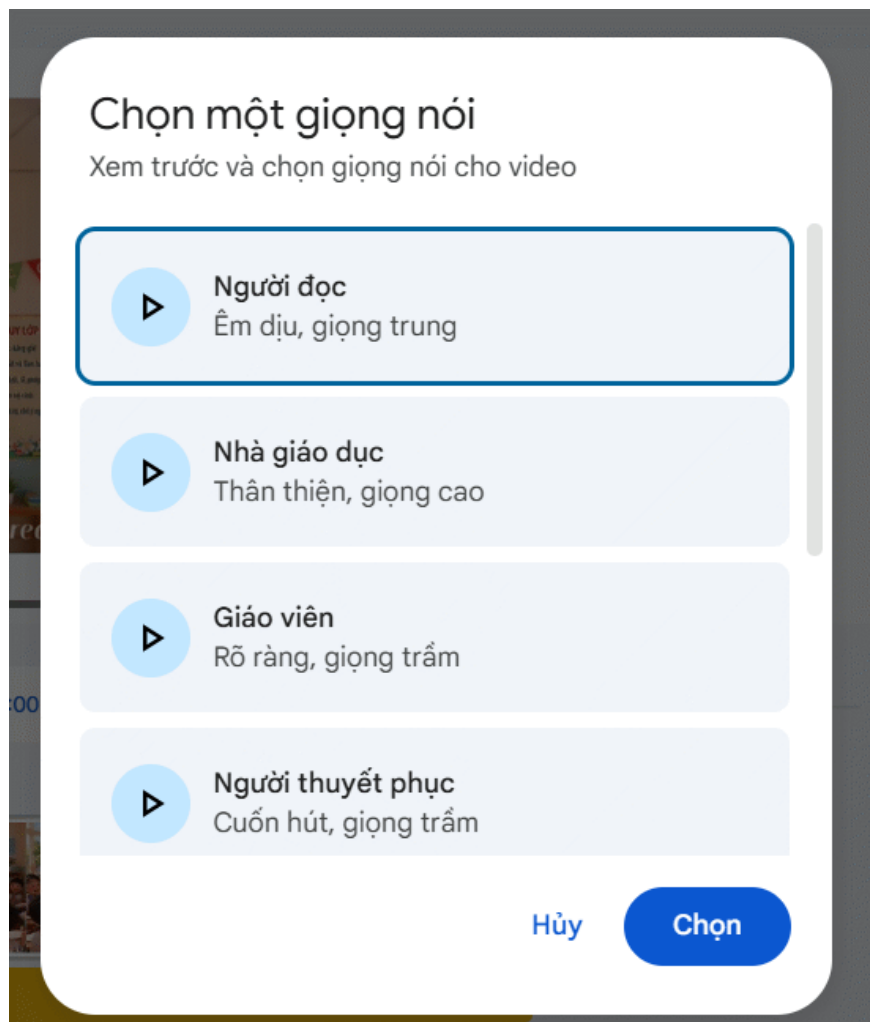 Chọn một giọng nói
Xem trước và chọn giọng nói cho video
Người đọc
Êm dịu, giọng trung
Nhà giáo dục
Thân thiện, giọng cao
Giáo viên
Rõ ràng, giọng trầm
Người thuyết phục
Cuốn hút, giọng trầm
:00
Hủy
Chọn